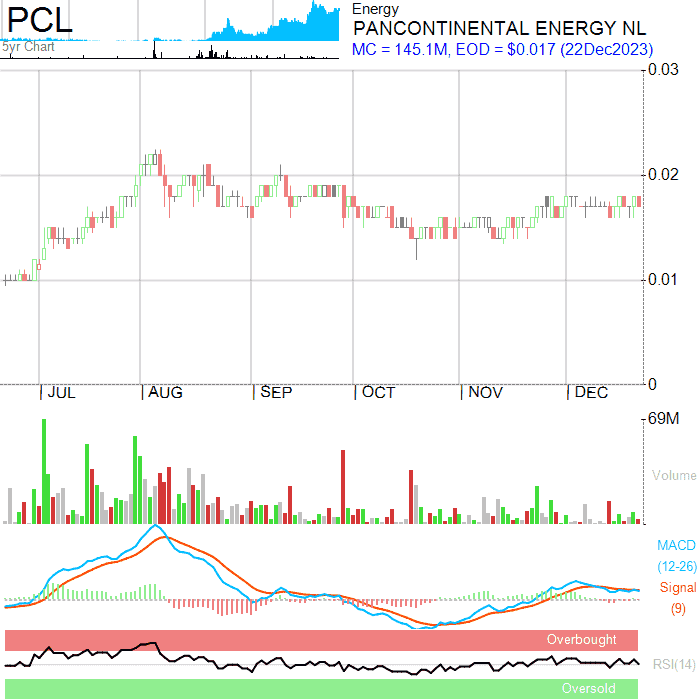 PCL
5yr Chart
Energy
PANCONTINENTAL ENERGY NL
MC = 145.1M, EOD = $0.017 (22Dec2023)
0.03
0.02
0.01
0
JUL
AUG
SEP
OCT
NOV
DEC
69M
Volume
MACD
(12-26)
Signal
(9)
Overbought
RSI(14)
Oversold